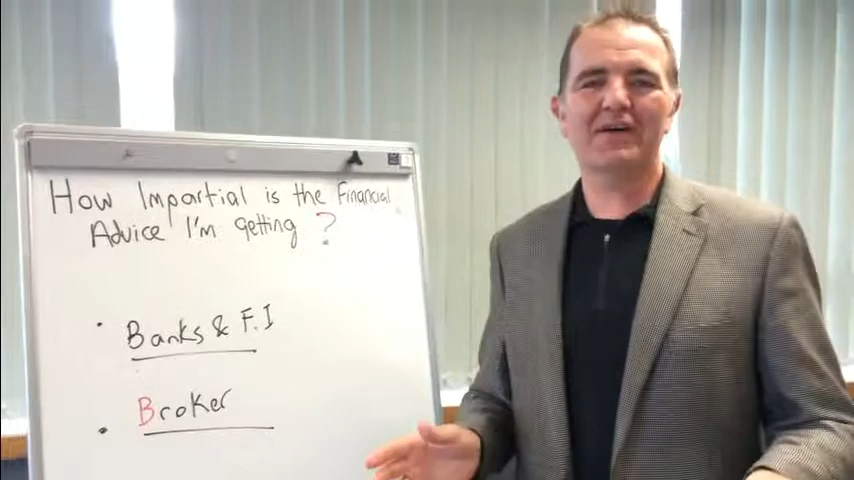 How Impartial is the Financial
Advice I'm getting ?
• Banks & F.I
• Broker